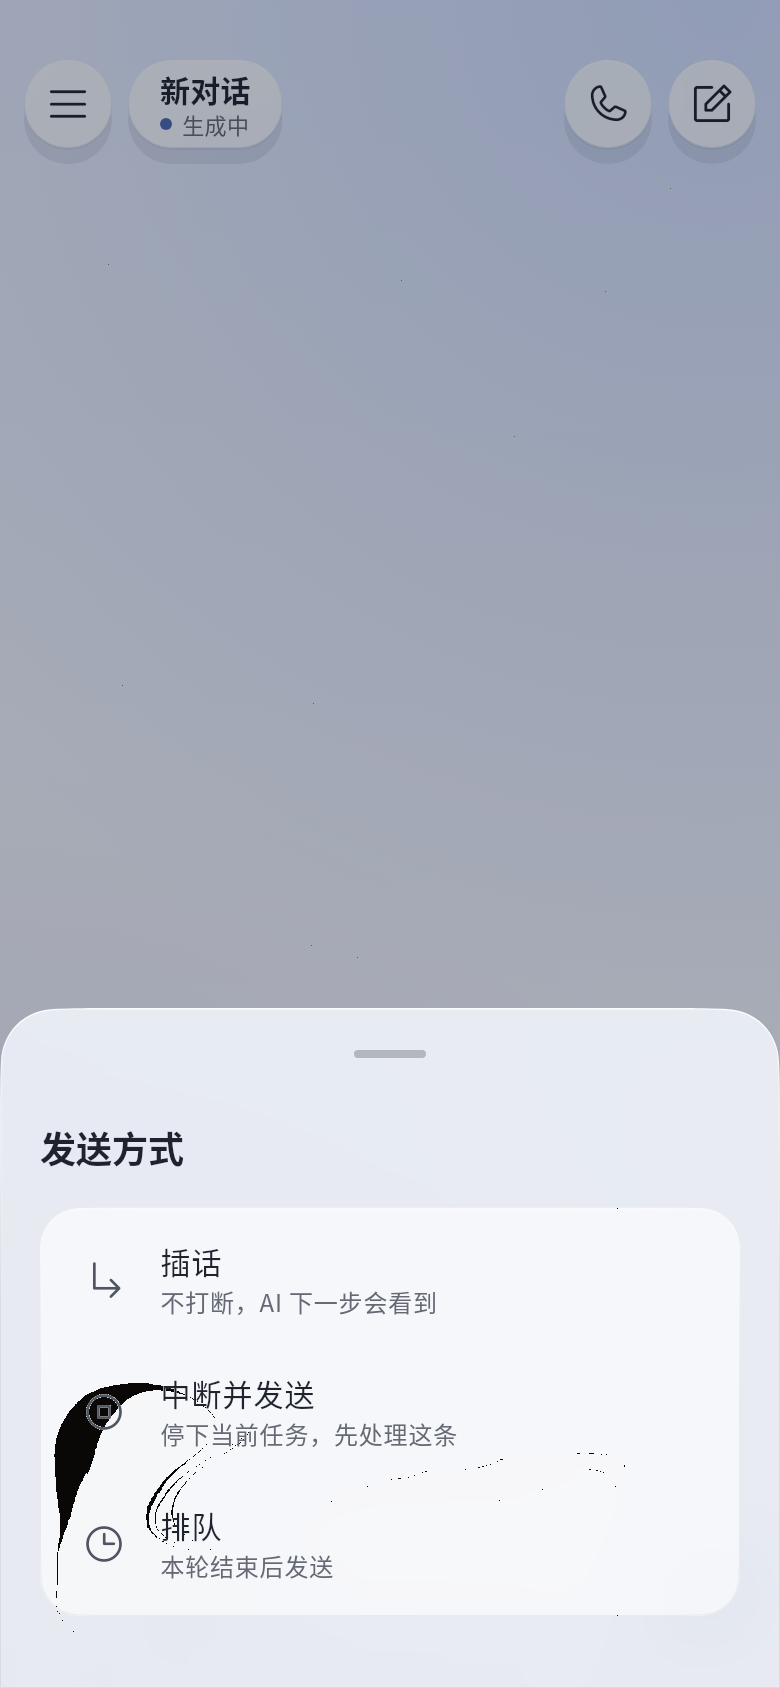 新对话
生成中
发送方式
插话
不打断，AI 下一步会看到
中断并发送
停下当前任务，先处理这条
排队
本轮结束后发送